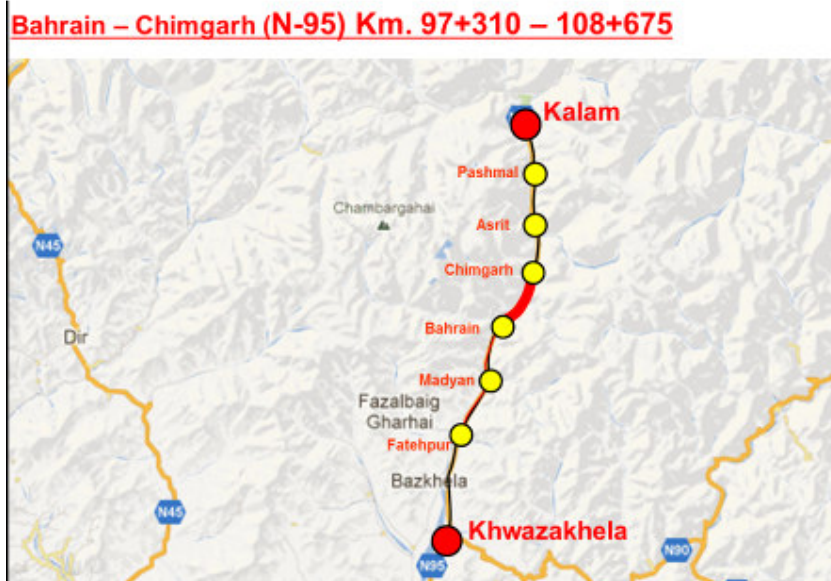 Bahrain – Chimgarh (N-95) Km. 97+310 – 108+675
Kalam
Pashmal
Chambargahai
Asrit
N45
Chimgarh
Bahrain
Dir
Madyan
Fazalbaig
Gharhai
Fatehpur
Bazkhela
N45
Khwazakhela
N90
N95